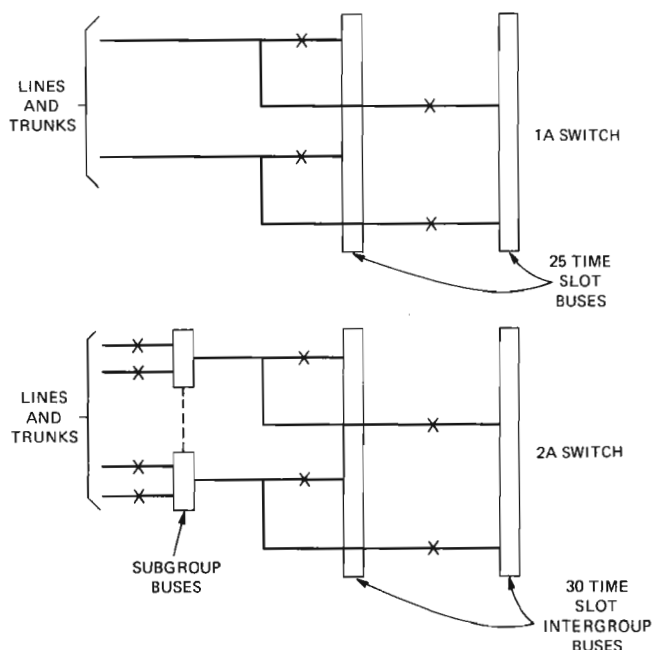 LINES
AND
TRUNKS
1A SWITCH
25 TIME
SLOT
BUSES
LINES
AND
TRUNKS
2A SWITCH
SUBGROUP
BUSES
30 TIME
SLOT
INTERGROUP
BUSES